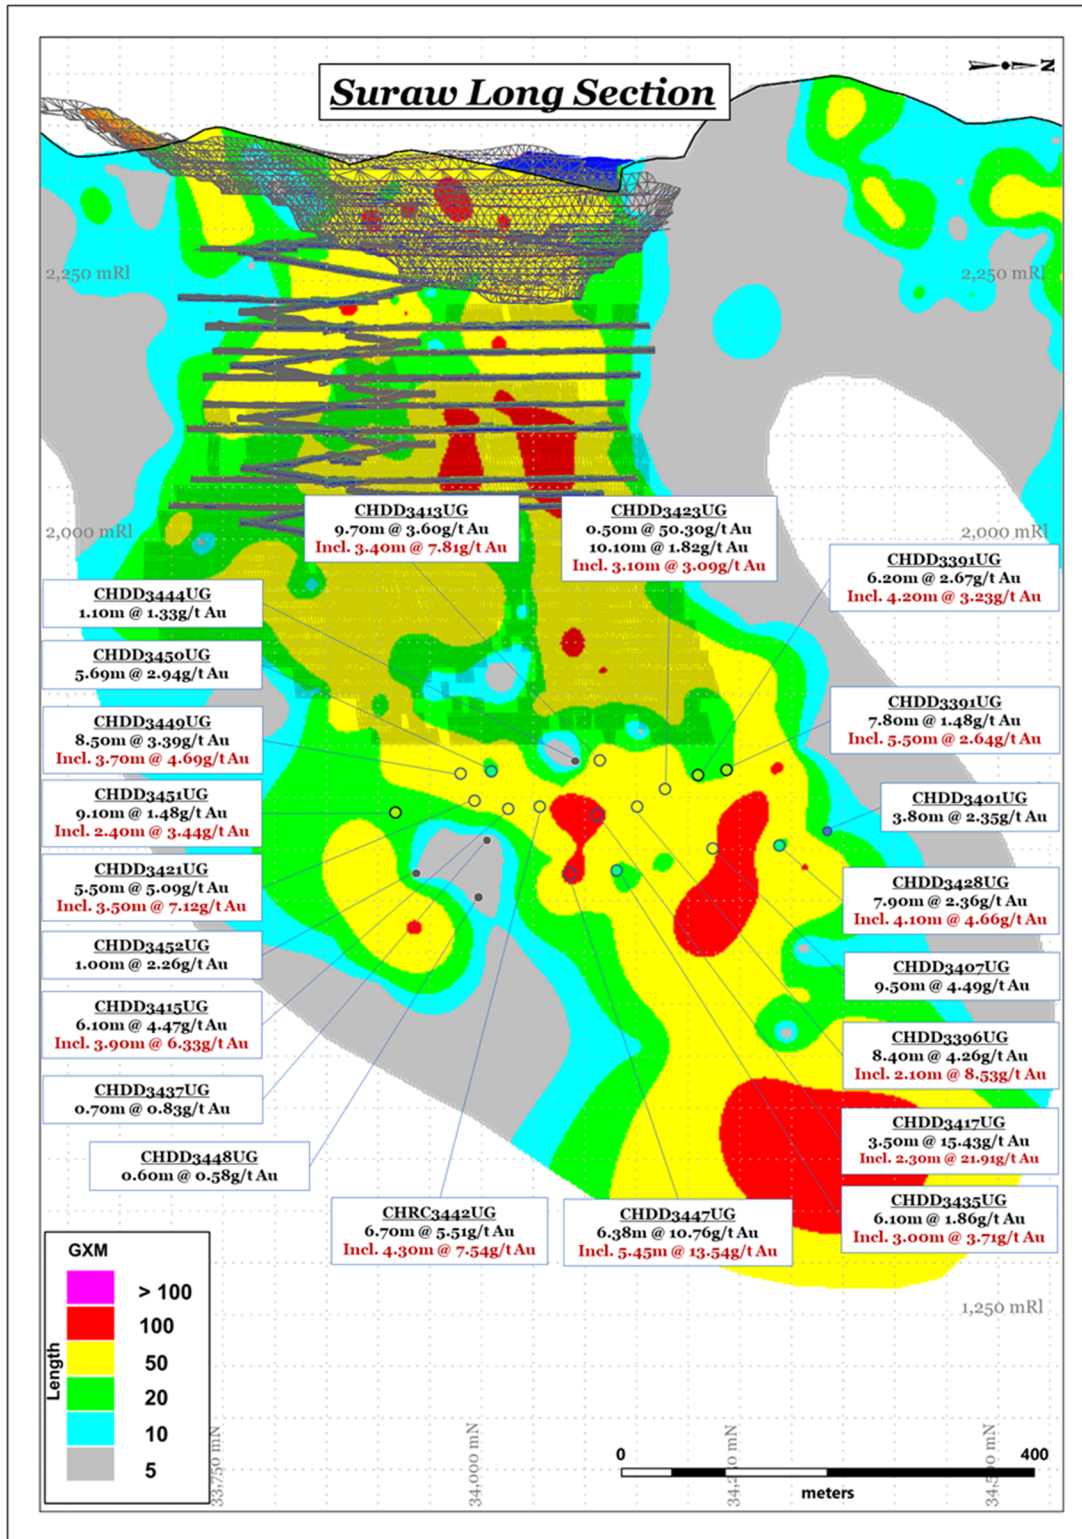 N
Suraw Long Section
2,250 mRl
2,250 mRl
2,000 mRl
2,000 mRl
CHDD3413UG
9.70m @ 3.60g/t Au
Incl. 3.40m @ 7.81g/t Au
CHDD3423UG
0.50m @ 50.30g/t Au
10.10m @ 1.82g/t Au
Incl. 3.10m @ 3.09g/t Au
CHDD3391UG
6.20m @ 2.67g/t Au
Incl. 4.20m @ 3.23g/t Au
CHDD3444UG
1.10m @ 1.33g/t Au
CHDD3450UG
5.69m @ 2.94g/t Au
CHDD3449UG
8.50m @ 3.39g/t Au
Incl. 3.70m @ 4.69g/t Au
CHDD3451UG
9.10m @ 1.48g/t Au
Incl. 2.40m @ 3.44g/t Au
CHDD3421UG
5.50m @ 5.09g/t Au
Incl. 3.50m @ 7.12g/t Au
CHDD3452UG
1.00m @ 2.26g/t Au
CHDD3415UG
6.10m @ 4.47g/t Au
Incl. 3.90m @ 6.33g/t Au
CHDD3437UG
0.70m @ 0.83g/t Au
CHDD3448UG
0.60m @ 0.58g/t Au
CHRC3442UG
6.70m @ 5.51g/t Au
Incl. 4.30m @ 7.54g/t Au
CHDD3447UG
6.38m @ 10.76g/t Au
Incl. 5.45m @ 13.54g/t Au
CHDD3391UG
7.80m @ 1.48g/t Au
Incl. 5.50m @ 2.64g/t Au
CHDD3401UG
3.80m @ 2.35g/t Au
CHDD3428UG
7.90m @ 2.36g/t Au
Incl. 4.10m @ 4.66g/t Au
CHDD3407UG
9.50m @ 4.49g/t Au
CHDD3396UG
8.40m @ 4.26g/t Au
Incl. 2.10m @ 8.53g/t Au
CHDD3417UG
3.50m @ 15.43g/t Au
Incl. 2.30m @ 21.91g/t Au
CHDD3435UG
6.10m @ 1.86g/t Au
Incl. 3.00m @ 3.71g/t Au
1,250 mRl
GXM
Length
> 100
100
50
20
10
5
33,750 mN
34,000 mN
34,250 mN
34,500 mN
0
400
meters